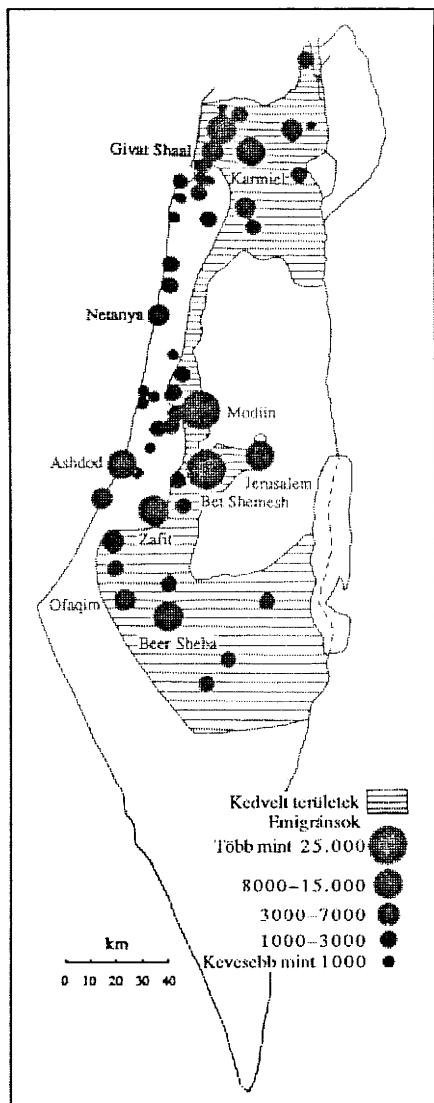 Givat Shaal
Karmiel
Netanya
Modiin
Ashdod
Jerusalem
Bet Shemesh
Zafit
Ofaqim
Beer Sheba
Kedvelt területek
Emigránsok
Több mint 25.000
8000–15.000
3000–7000
1000–3000
Kevesebb mint 1000
km
0 10 20 30 40